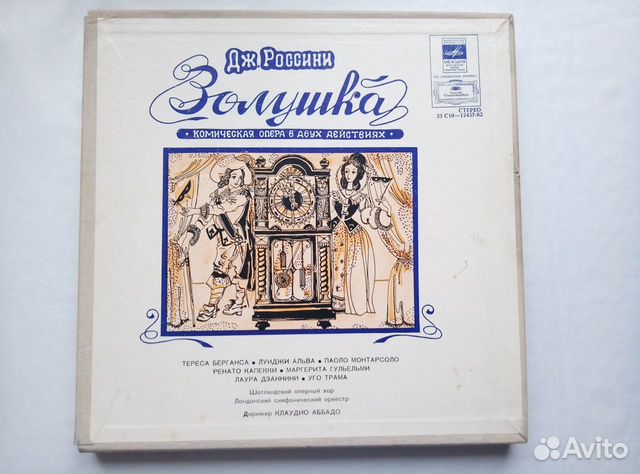 Дж Россини
Золушка
• КОМИЧЕСКАЯ ОПЕРА В ДВУХ ДЕЙСТВИЯХ •
МЕЛОДИЯ
СТЕРЕО
33 С10—12457-62
ТЕРЕСА БЕРГАНСА • ЛУИДЖИ АЛЬВА • ПАОЛО МОНТАРСОЛО
РЕНАТО КАПЕККИ • МАРГЕРИТА ГУЛЬЕЛЬМИ
ЛАУРА ДЗАННИНИ • УГО ТРАМА
Шотландский оперный хор
Лондонский симфонический оркестр
Дирижер КЛАУДИО АББАДО
Avito